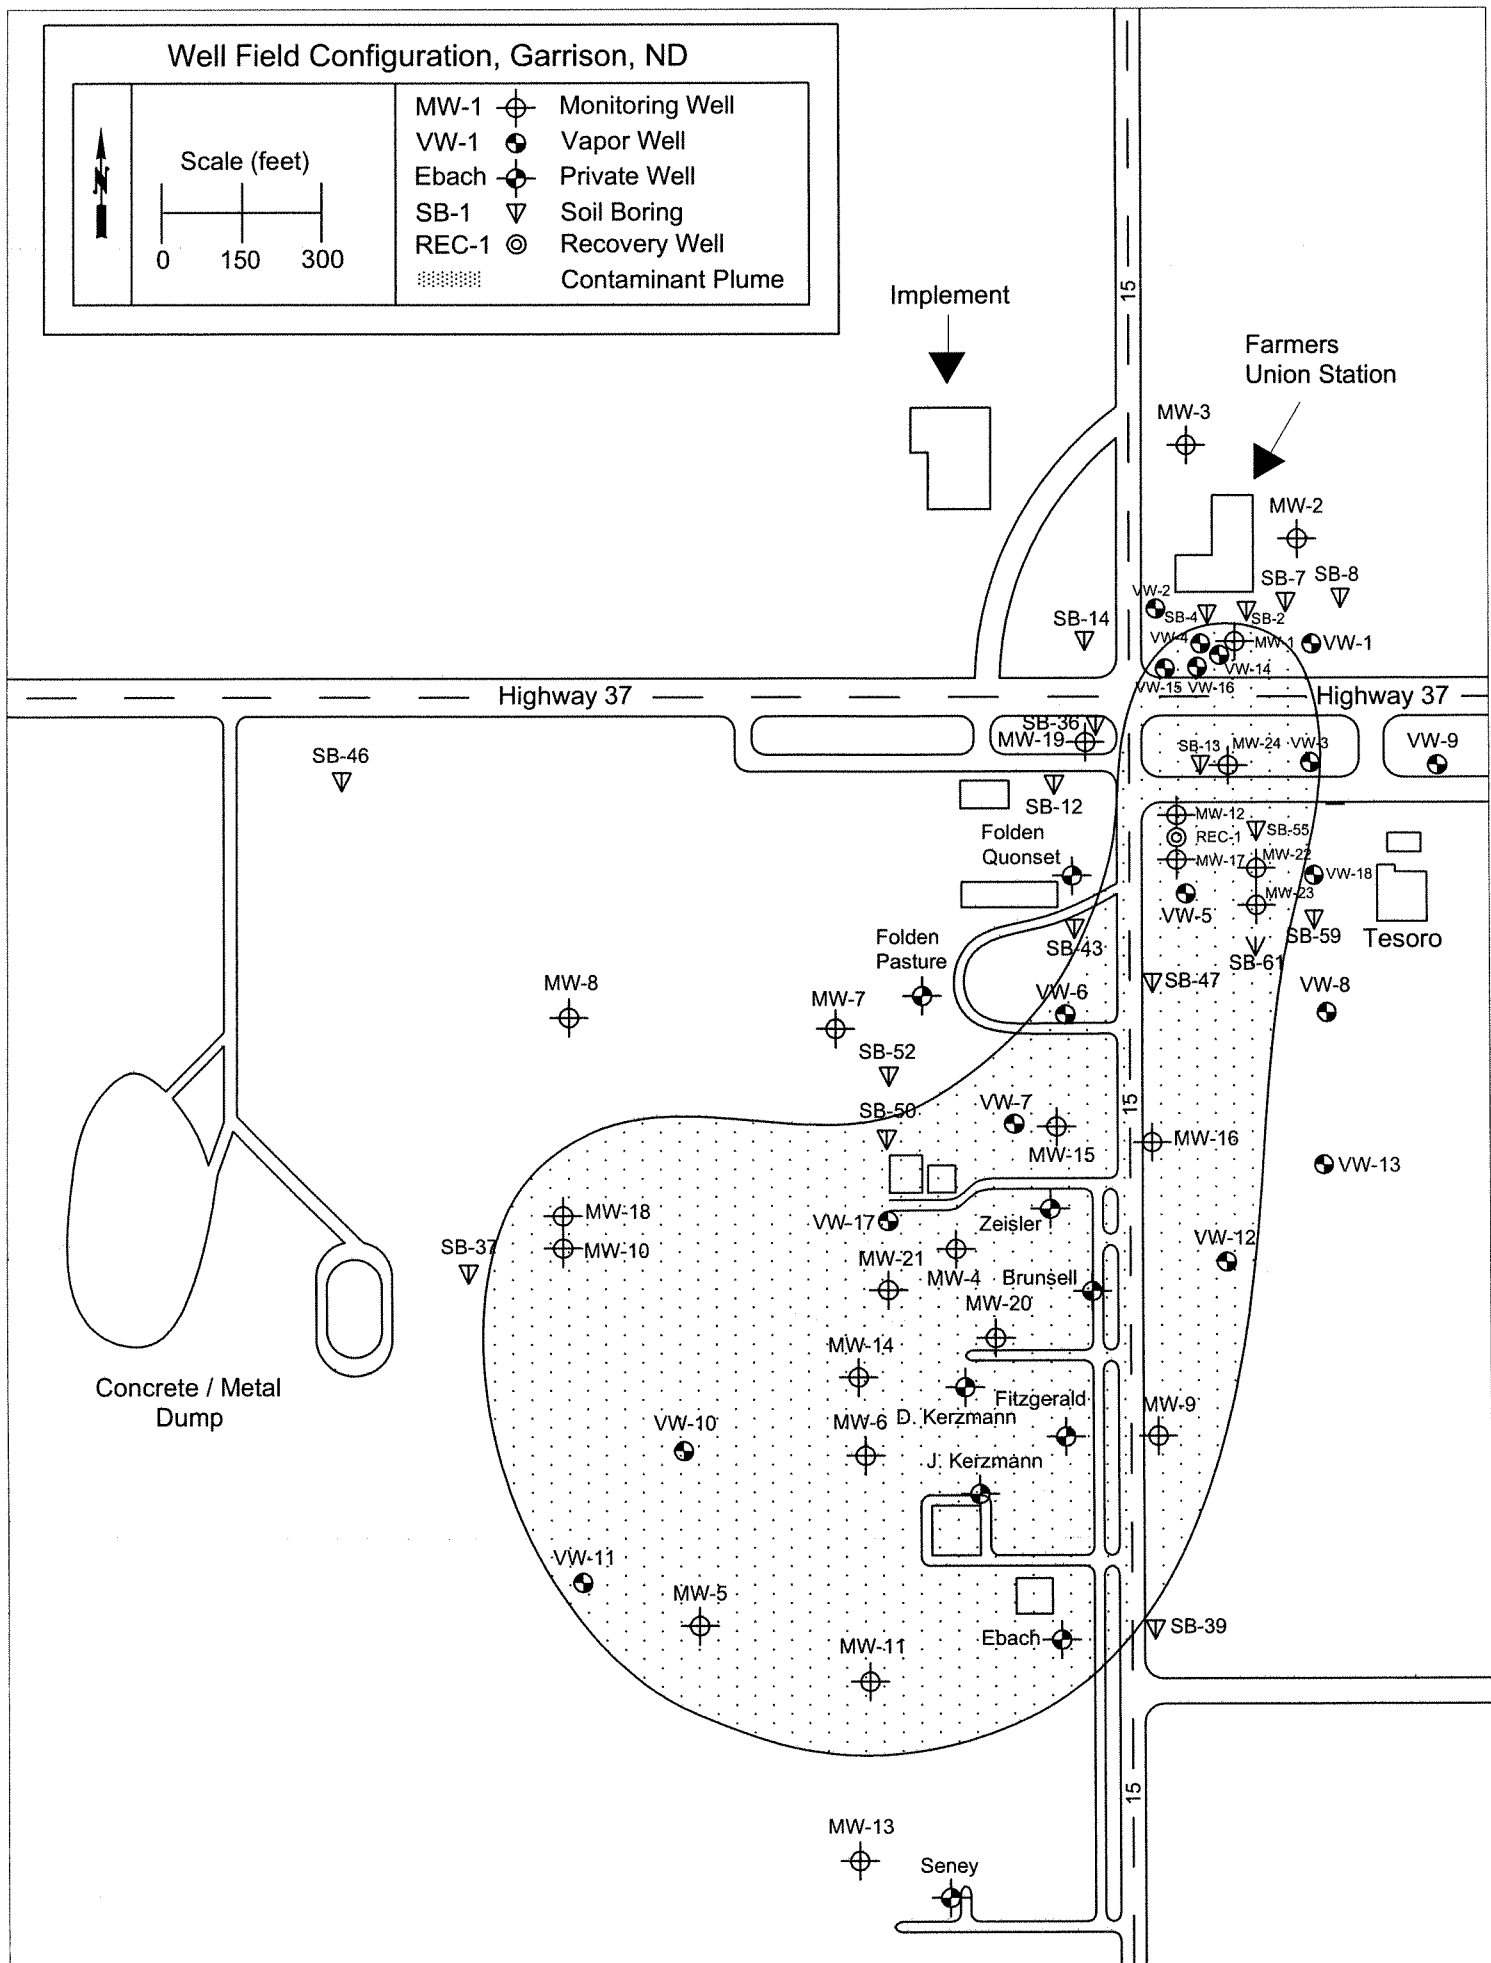 Well Field Configuration, Garrison, ND
N
Scale (feet)
0 150 300
MW-1 Monitoring Well
VW-1 Vapor Well
Ebach Private Well
SB-1 Soil Boring
REC-1 Recovery Well
Contaminant Plume
15
Implement
Farmers
Union Station
MW-3
MW-2
SB-7
SB-8
VW-2
SB-4
SB-2
SB-14
VW-4
MW-1
VW-1
VW-14
VW-15
VW-16
Highway 37
Highway 37
SB-36
MW-19
SB-13
MW-24
VW-3
VW-9
SB-46
SB-12
MW-12
REC-1
SB-55
MW-17
MW-22
VW-18
Folden
Quonset
MW-23
VW-5
SB-59
Tesoro
SB-43
SB-61
Folden
Pasture
MW-8
MW-7
VW-6
SB-47
VW-8
SB-52
SB-50
VW-7
15
MW-15
MW-16
VW-13
MW-18
MW-10
SB-37
VW-17
Zeisler
VW-12
MW-21
MW-4
Brunsell
MW-20
MW-14
Concrete / Metal
Dump
D. Kerzmann
Fitzgerald
MW-9
VW-10
MW-6
J. Kerzmann
15
VW-11
MW-5
Ebach
SB-39
MW-11
15
MW-13
Seney